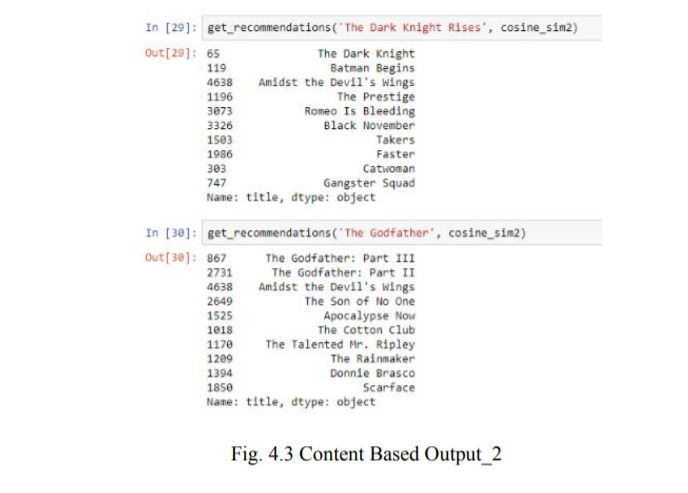 In [29]: get_recommendations('The Dark Knight Rises', cosine_sim2)
Out[29]: 65 The Dark Knight
119 Batman Begins
4638 Amidst the Devil's Wings
1196 The Prestige
3073 Romeo Is Bleeding
3326 Black November
1503 Takers
1986 Faster
303 Catwoman
747 Gangster Squad
Name: title, dtype: object
In [30]: get_recommendations('The Godfather', cosine_sim2)
Out[30]: 867 The Godfather: Part III
2731 The Godfather: Part II
4638 Amidst the Devil's Wings
2649 The Son of No One
1525 Apocalypse Now
1018 The Cotton Club
1170 The Talented Mr. Ripley
1209 The Rainmaker
1394 Donnie Brasco
1850 Scarface
Name: title, dtype: object
Fig. 4.3 Content Based Output_2